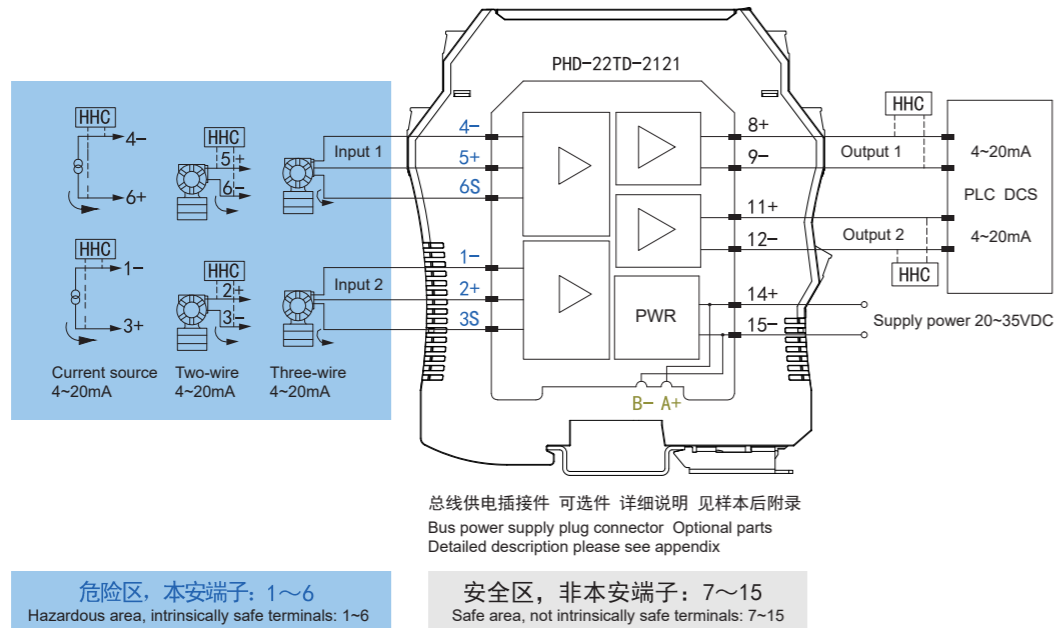 PHD-22TD-2121
HHC
4-
6+
HHC
5+
6-
Input 1
4-
5+
6S
8+
9-
Output 1
HHC
4~20mA
PLC DCS
4~20mA
11+
12-
Output 2
HHC
HHC
1-
3+
HHC
2+
3-
Input 2
1-
2+
3S
PWR
14+
15-
Supply power 20~35VDC
Current source
4~20mA
Two-wire
4~20mA
Three-wire
4~20mA
B- A+
总线供电插接件 可选件 详细说明 见样本后附录
Bus power supply plug connector Optional parts
Detailed description please see appendix
危险区，本安端子：1～6
Hazardous area, intrinsically safe terminals: 1~6
安全区，非本安端子：7～15
Safe area, not intrinsically safe terminals: 7~15